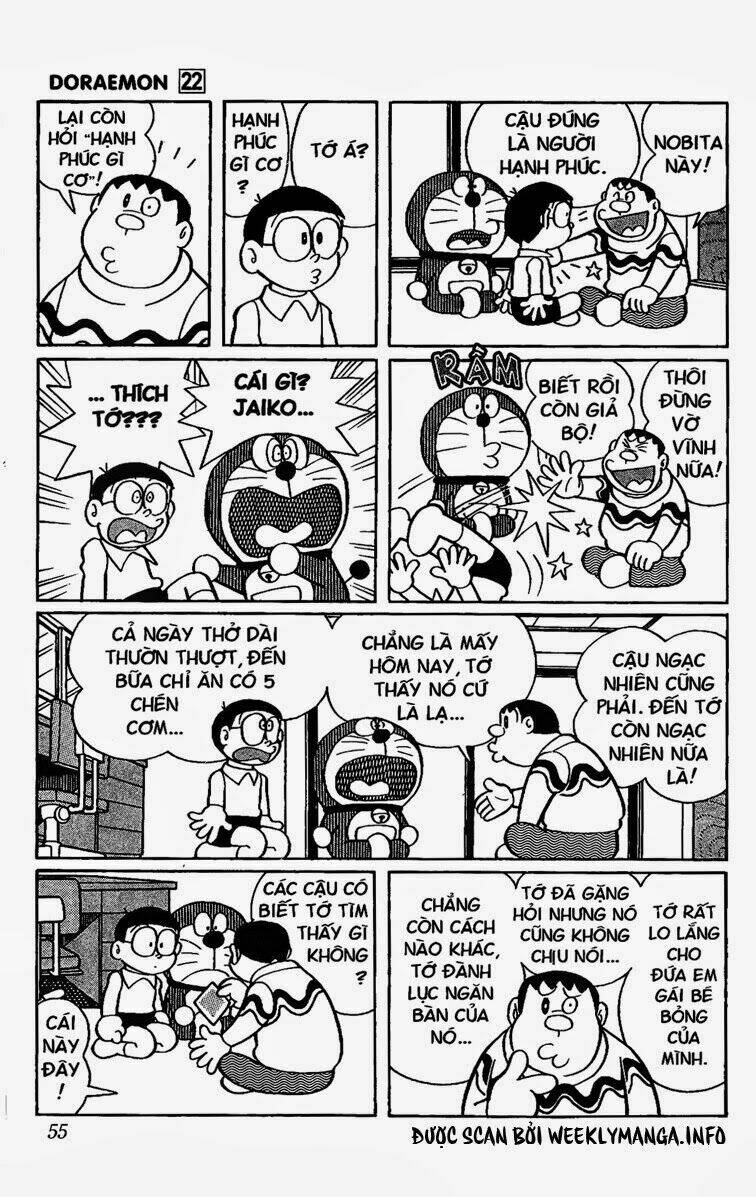 DORAEMON 22
NOBITA
NÀY!
CẬU ĐÚNG
LÀ NGƯỜI
HẠNH PHÚC.
TỚ Á?
HẠNH
PHÚC
GÌ CƠ
?
LẠI CÒN
HỎI "HẠNH
PHÚC GÌ
CƠ"!
THÔI
ĐỪNG
VỜ
VĨNH
NỮA!
BIẾT RỒI
CÒN GIẢ
BỘ!
RẦM
CÁI GÌ?
JAIKO...
... THÍCH
TỚ???
CẬU NGẠC
NHIÊN CŨNG
PHẢI. ĐẾN TỚ
CÒN NGẠC
NHIÊN NỮA
LÀ!
CHẲNG LÀ MẤY
HÔM NAY, TỚ
THẤY NÓ CỨ
LÀ LẠ...
CẢ NGÀY THỞ DÀI
THƯỜN THƯỢT, ĐẾN
BỮA CHỈ ĂN CÓ 5
CHÉN
CƠM...
TỚ RẤT
LO LẮNG
CHO
ĐỨA EM
GÁI BÉ
BỎNG
CỦA
MÌNH.
TỚ ĐÃ GẶNG
HỎI NHƯNG NÓ
CŨNG KHÔNG
CHỊU NÓI...
CHẲNG
CÒN CÁCH
NÀO KHÁC,
TỚ ĐÀNH
LỤC NGĂN
BÀN CỦA
NÓ...
CÁC CẬU CÓ
BIẾT TỚ TÌM
THẤY GÌ
KHÔNG
?
CÁI
NÀY
ĐÂY
!
55
ĐƯỢC SCAN BỞI WEEKLYMANGA.INFO